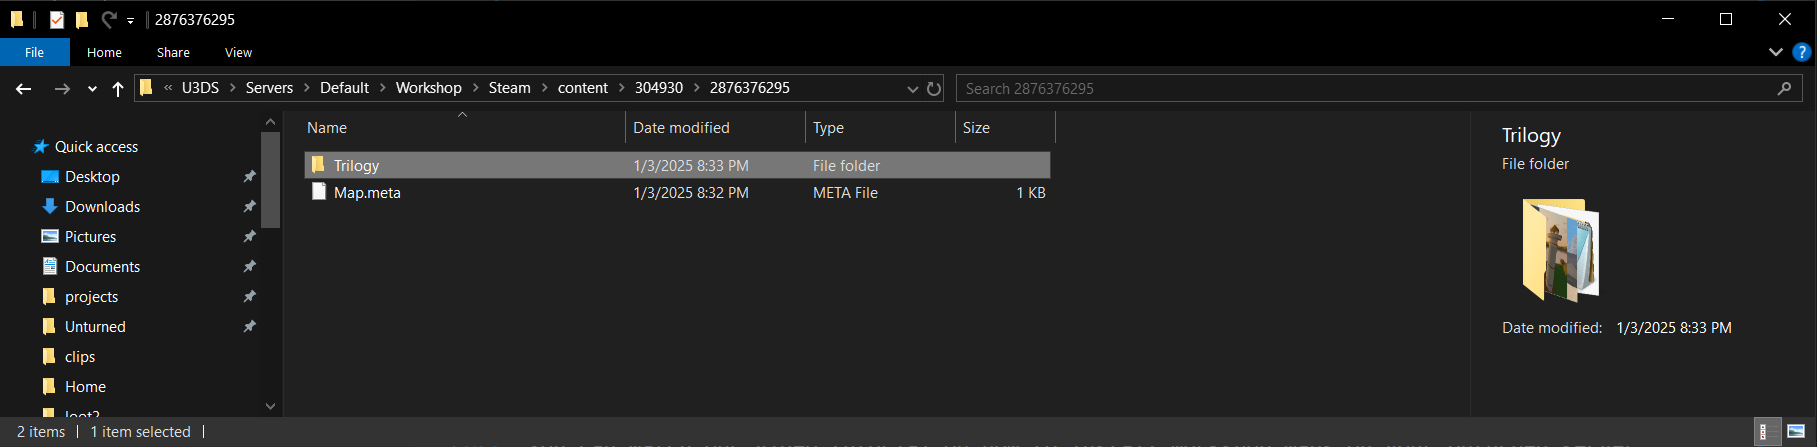 2876376295
File Home Share View
« U3DS > Servers > Default > Workshop > Steam > content > 304930 > 2876376295
Search 2876376295
Quick access
Desktop
Downloads
Pictures
Documents
projects
Unturned
clips
Home
loot2
Name Date modified Type Size
Trilogy 1/3/2025 8:33 PM File folder
Map.meta 1/3/2025 8:32 PM META File 1 KB
Trilogy
File folder
Date modified: 1/3/2025 8:33 PM
2 items 1 item selected